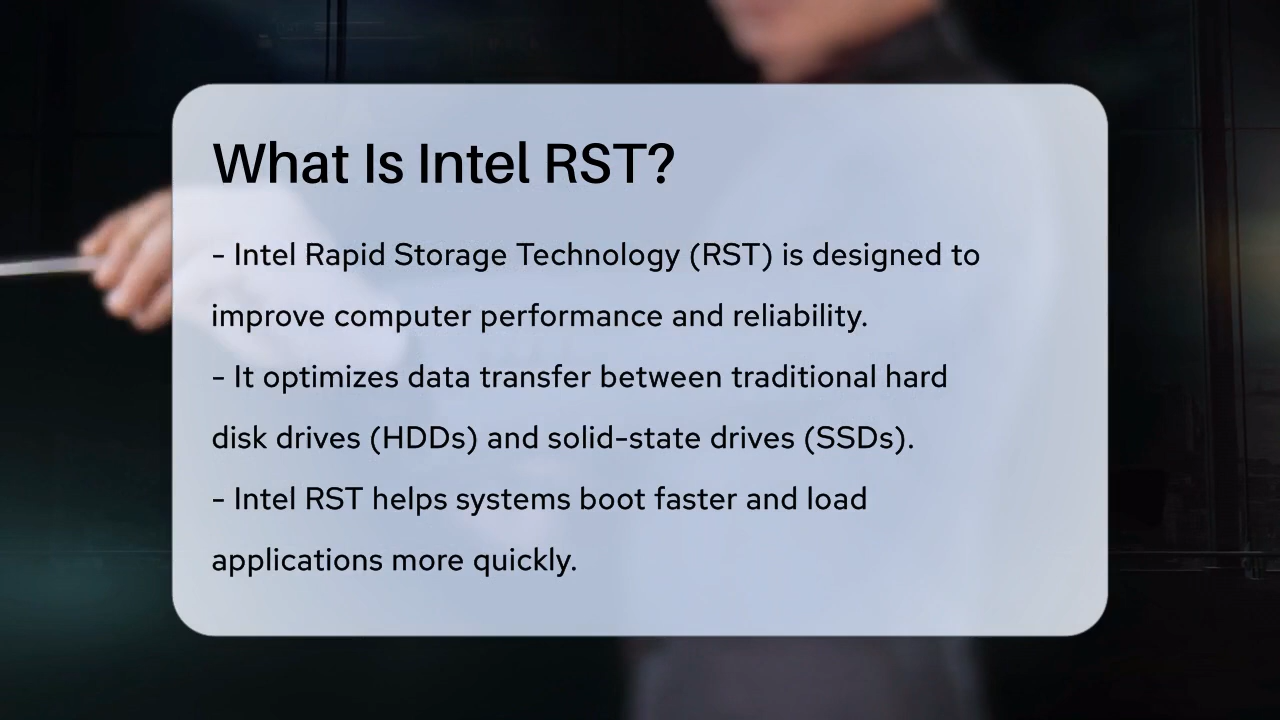 What Is Intel RST?
- Intel Rapid Storage Technology (RST) is designed to
improve computer performance and reliability.
- It optimizes data transfer between traditional hard
disk drives (HDDs) and solid-state drives (SSDs).
- Intel RST helps systems boot faster and load
applications more quickly.